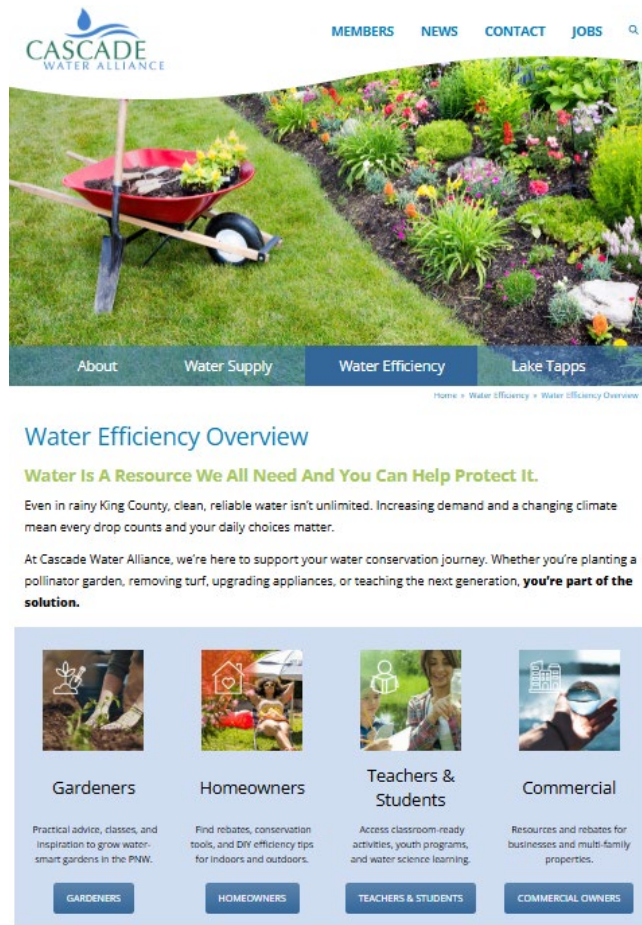 CASCADE
WATER ALLIANCE
MEMBERS NEWS CONTACT JOBS
About Water Supply Water Efficiency Lake Tapps
Home » Water Efficiency » Water Efficiency Overview
Water Efficiency Overview
Water Is A Resource We All Need And You Can Help Protect It.
Even in rainy King County, clean, reliable water isn't unlimited. Increasing demand and a changing climate
mean every drop counts and your daily choices matter.
At Cascade Water Alliance, we're here to support your water conservation journey. Whether you're planting a
pollinator garden, removing turf, upgrading appliances, or teaching the next generation, you're part of the
solution.
Gardeners
Practical advice, classes, and
inspiration to grow water-
smart gardens in the PNW.
GARDENERS
Homeowners
Find rebates, conservation
tools, and DIY efficiency tips
for indoors and outdoors.
HOMEOWNERS
Teachers &
Students
Access classroom-ready
activities, youth programs,
and water science learning.
TEACHERS & STUDENTS
Commercial
Resources and rebates for
businesses and multi-family
properties.
COMMERCIAL OWNERS